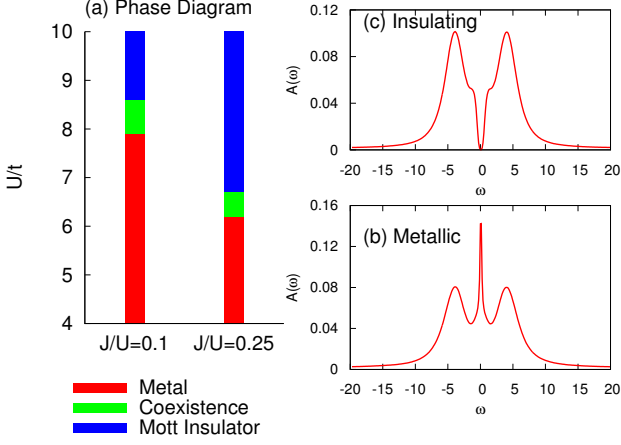 (a) Phase Diagram
U/t
10
9
8
7
6
5
4
J/U=0.1
J/U=0.25
Metal
Coexistence
Mott Insulator
(c) Insulating
A(ω)
0.12
0.08
0.04
0
-20 -15 -10 -5 0 5 10 15 20
ω
(b) Metallic
A(ω)
0.16
0.12
0.08
0.04
0
-20 -15 -10 -5 0 5 10 15 20
ω